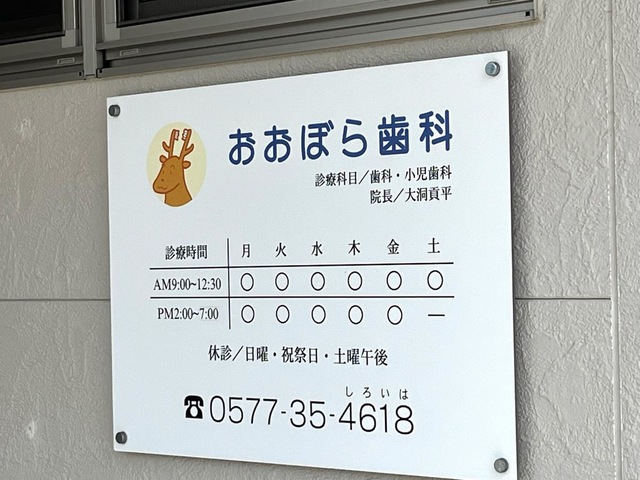 おおぼら歯科
診療科目／歯科・小児歯科
院長／大洞貢平
診療時間 月 火 水 木 金 土
AM9:00~12:30 〇 〇 〇 〇 〇 〇
PM2:00~7:00 〇 〇 〇 〇 〇 ー
休診／日曜・祝祭日・土曜午後
しろいは
☎0577-35-4618